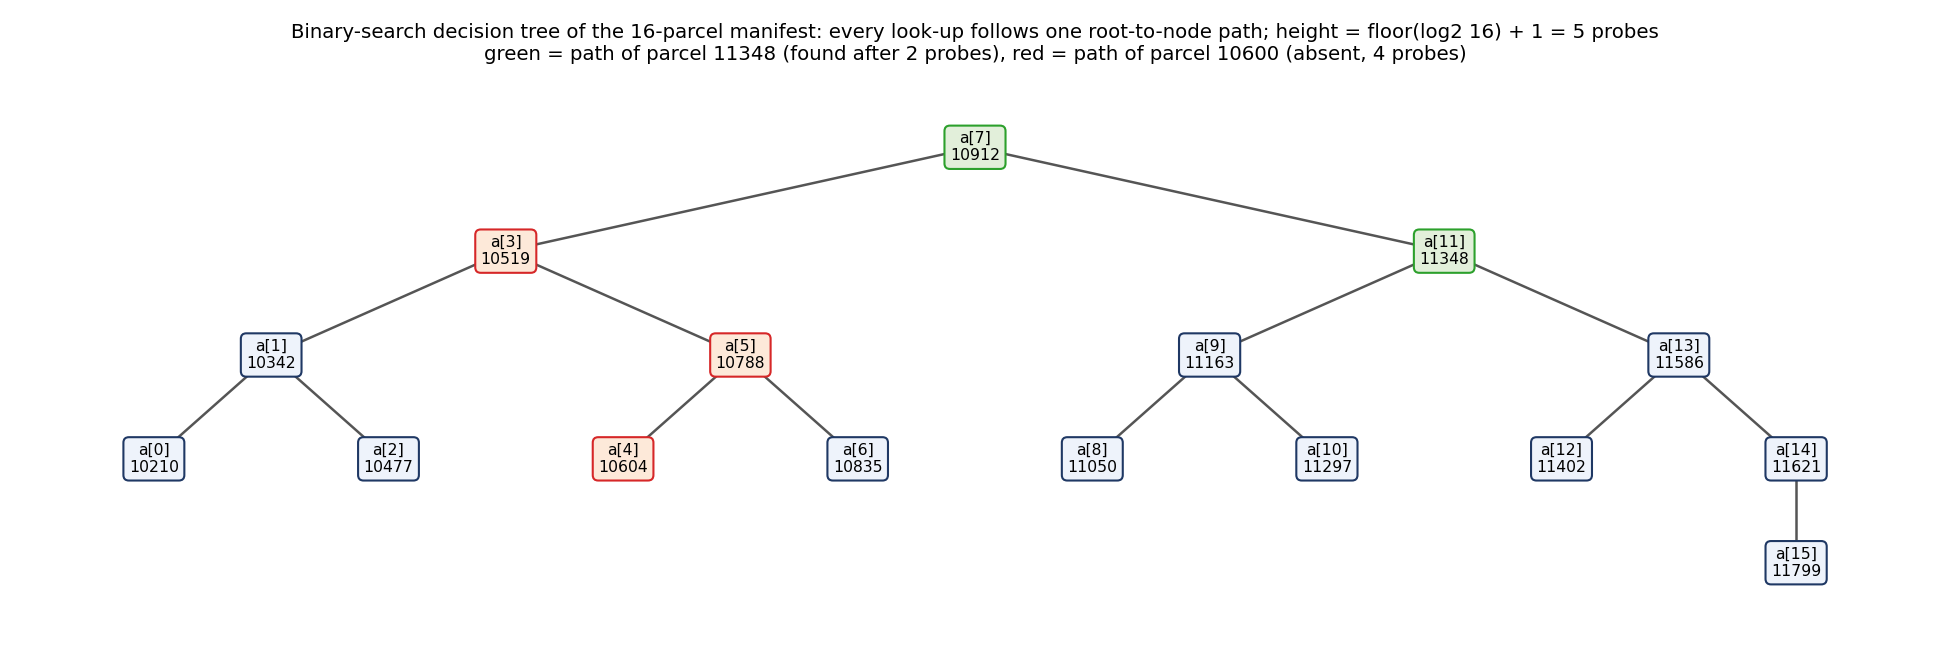 Binary-search decision tree of the 16-parcel manifest: every look-up follows one root-to-node path; height = floor(log2 16) + 1 = 5 probes
green = path of parcel 11348 (found after 2 probes), red = path of parcel 10600 (absent, 4 probes)
a[7]
10912
a[3]
10519
a[11]
11348
a[1]
10342
a[5]
10788
a[9]
11163
a[13]
11586
a[0]
10210
a[2]
10477
a[4]
10604
a[6]
10835
a[8]
11050
a[10]
11297
a[12]
11402
a[14]
11621
a[15]
11799